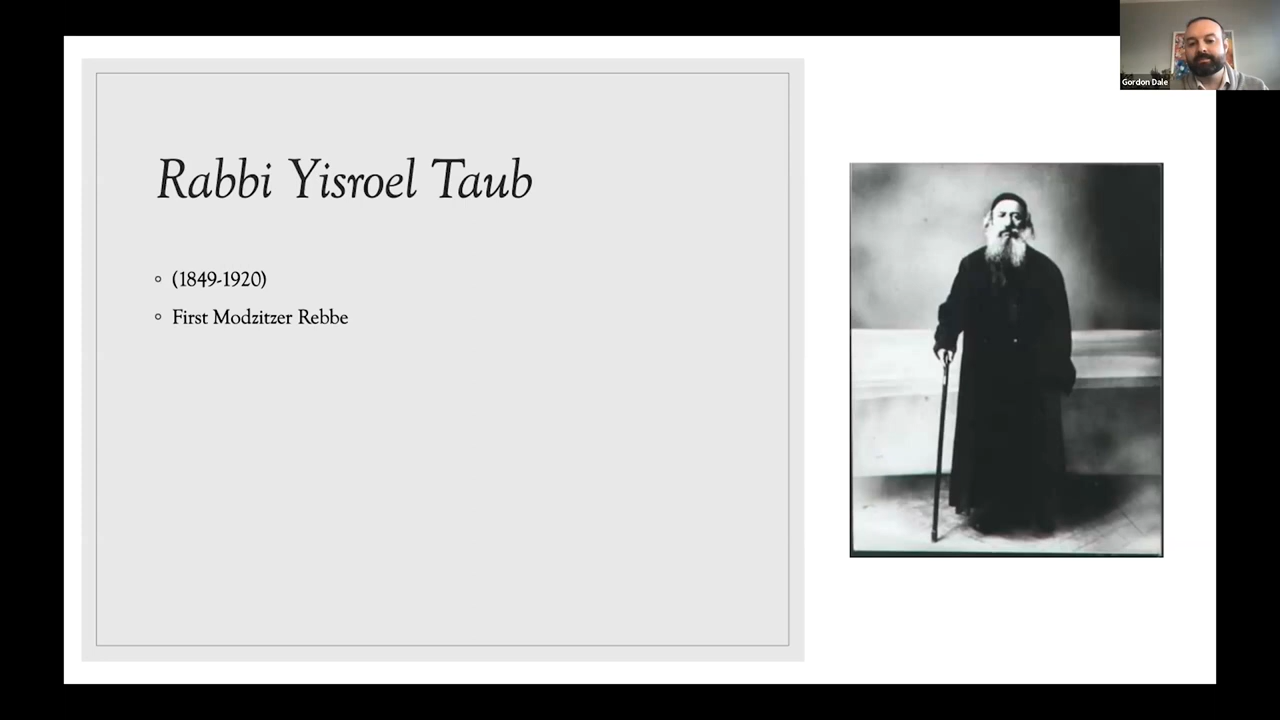 Rabbi Yisroel Taub
(1849-1920)
First Modzitzer Rebbe
Gordon Dale